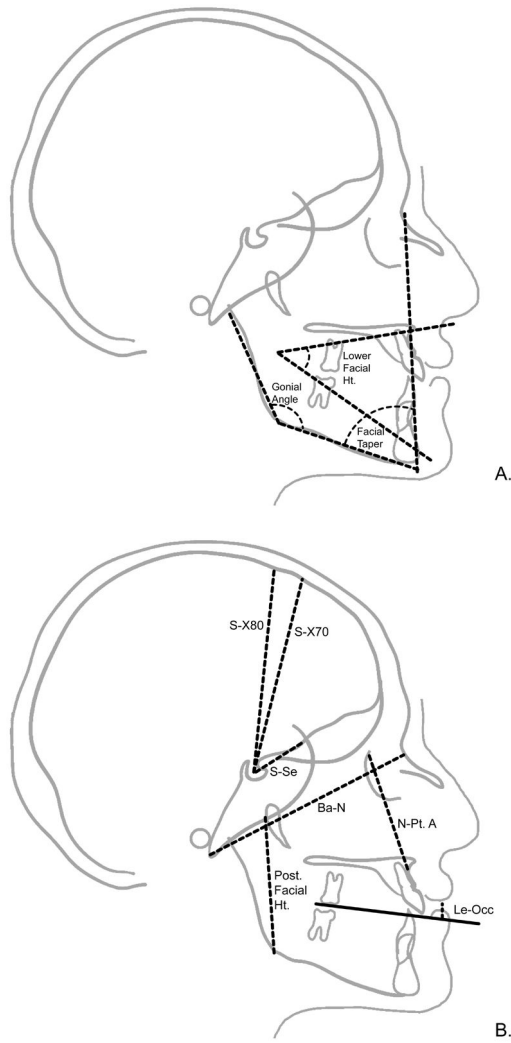 Lower
Facial
Ht.
Gonial
Angle
Facial
Taper
A.
S-X80
S-X70
S-Se
Ba-N
N-Pt. A
Post.
Facial
Ht.
Le-Occ
B.